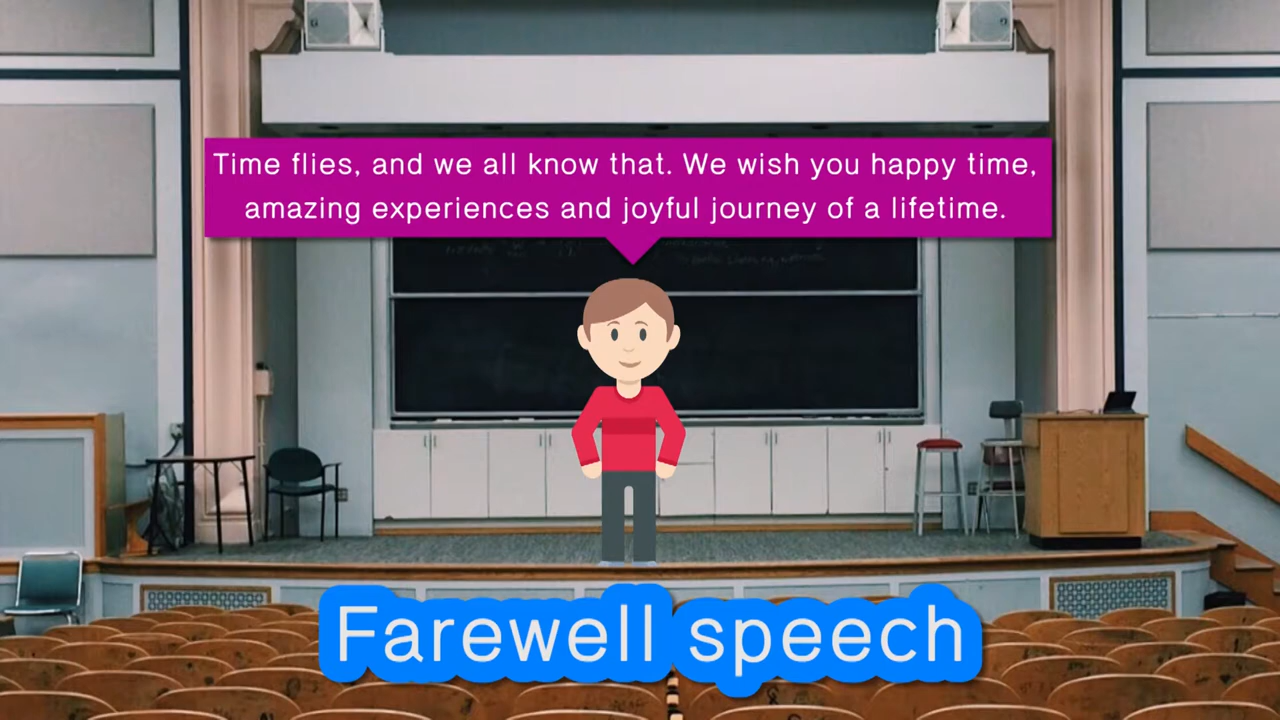 Time flies, and we all know that. We wish you happy time,
amazing experiences and joyful journey of a lifetime.
Farewell speech